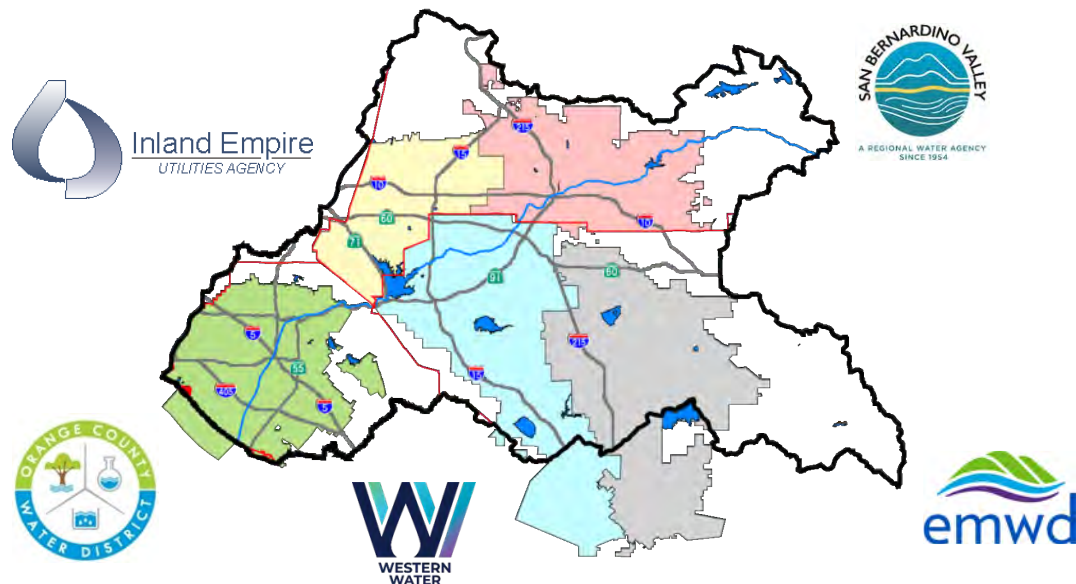 SAN BERNARDINO VALLEY
A REGIONAL WATER AGENCY
SINCE 1954
Inland Empire
UTILITIES AGENCY
215
15
10
60
71
10
91
60
5
55
405
5
15
215
ORANGE COUNTY
WATER DISTRICT
WESTERN
WATER
emwd